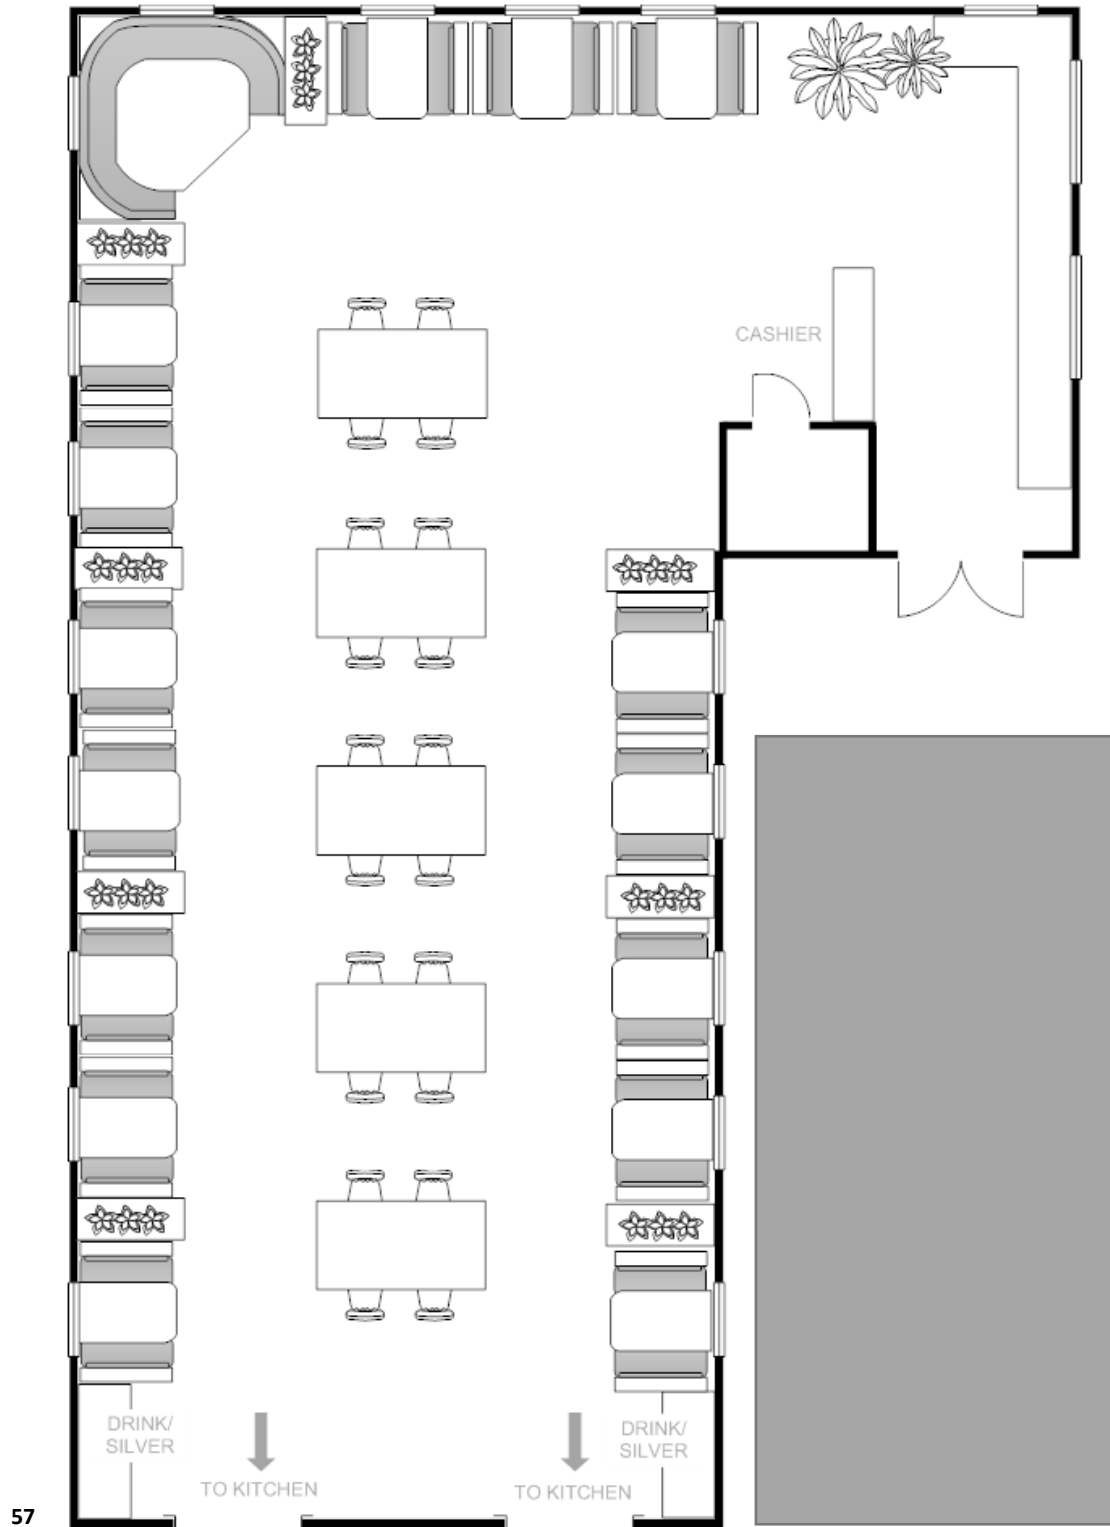 CASHIER
DRINK/
SILVER
TO KITCHEN
DRINK/
SILVER
TO KITCHEN
57